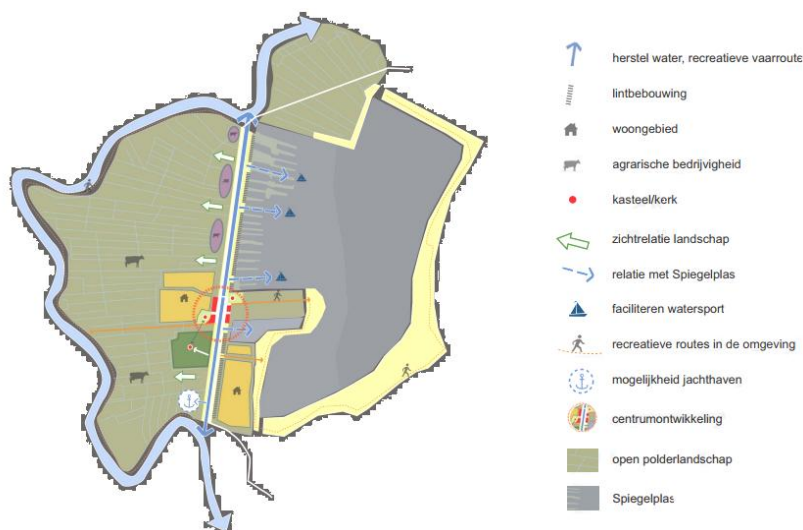 herstel water, recreatieve vaarroute
lintbebouwing
woongebied
agrarische bedrijvigheid
kasteel/kerk
zichtrelatie landschap
relatie met Spiegelplas
faciliteren watersport
recreatieve routes in de omgeving
mogelijkheid jachthaven
centrumontwikkeling
open polderlandschap
Spiegelplas